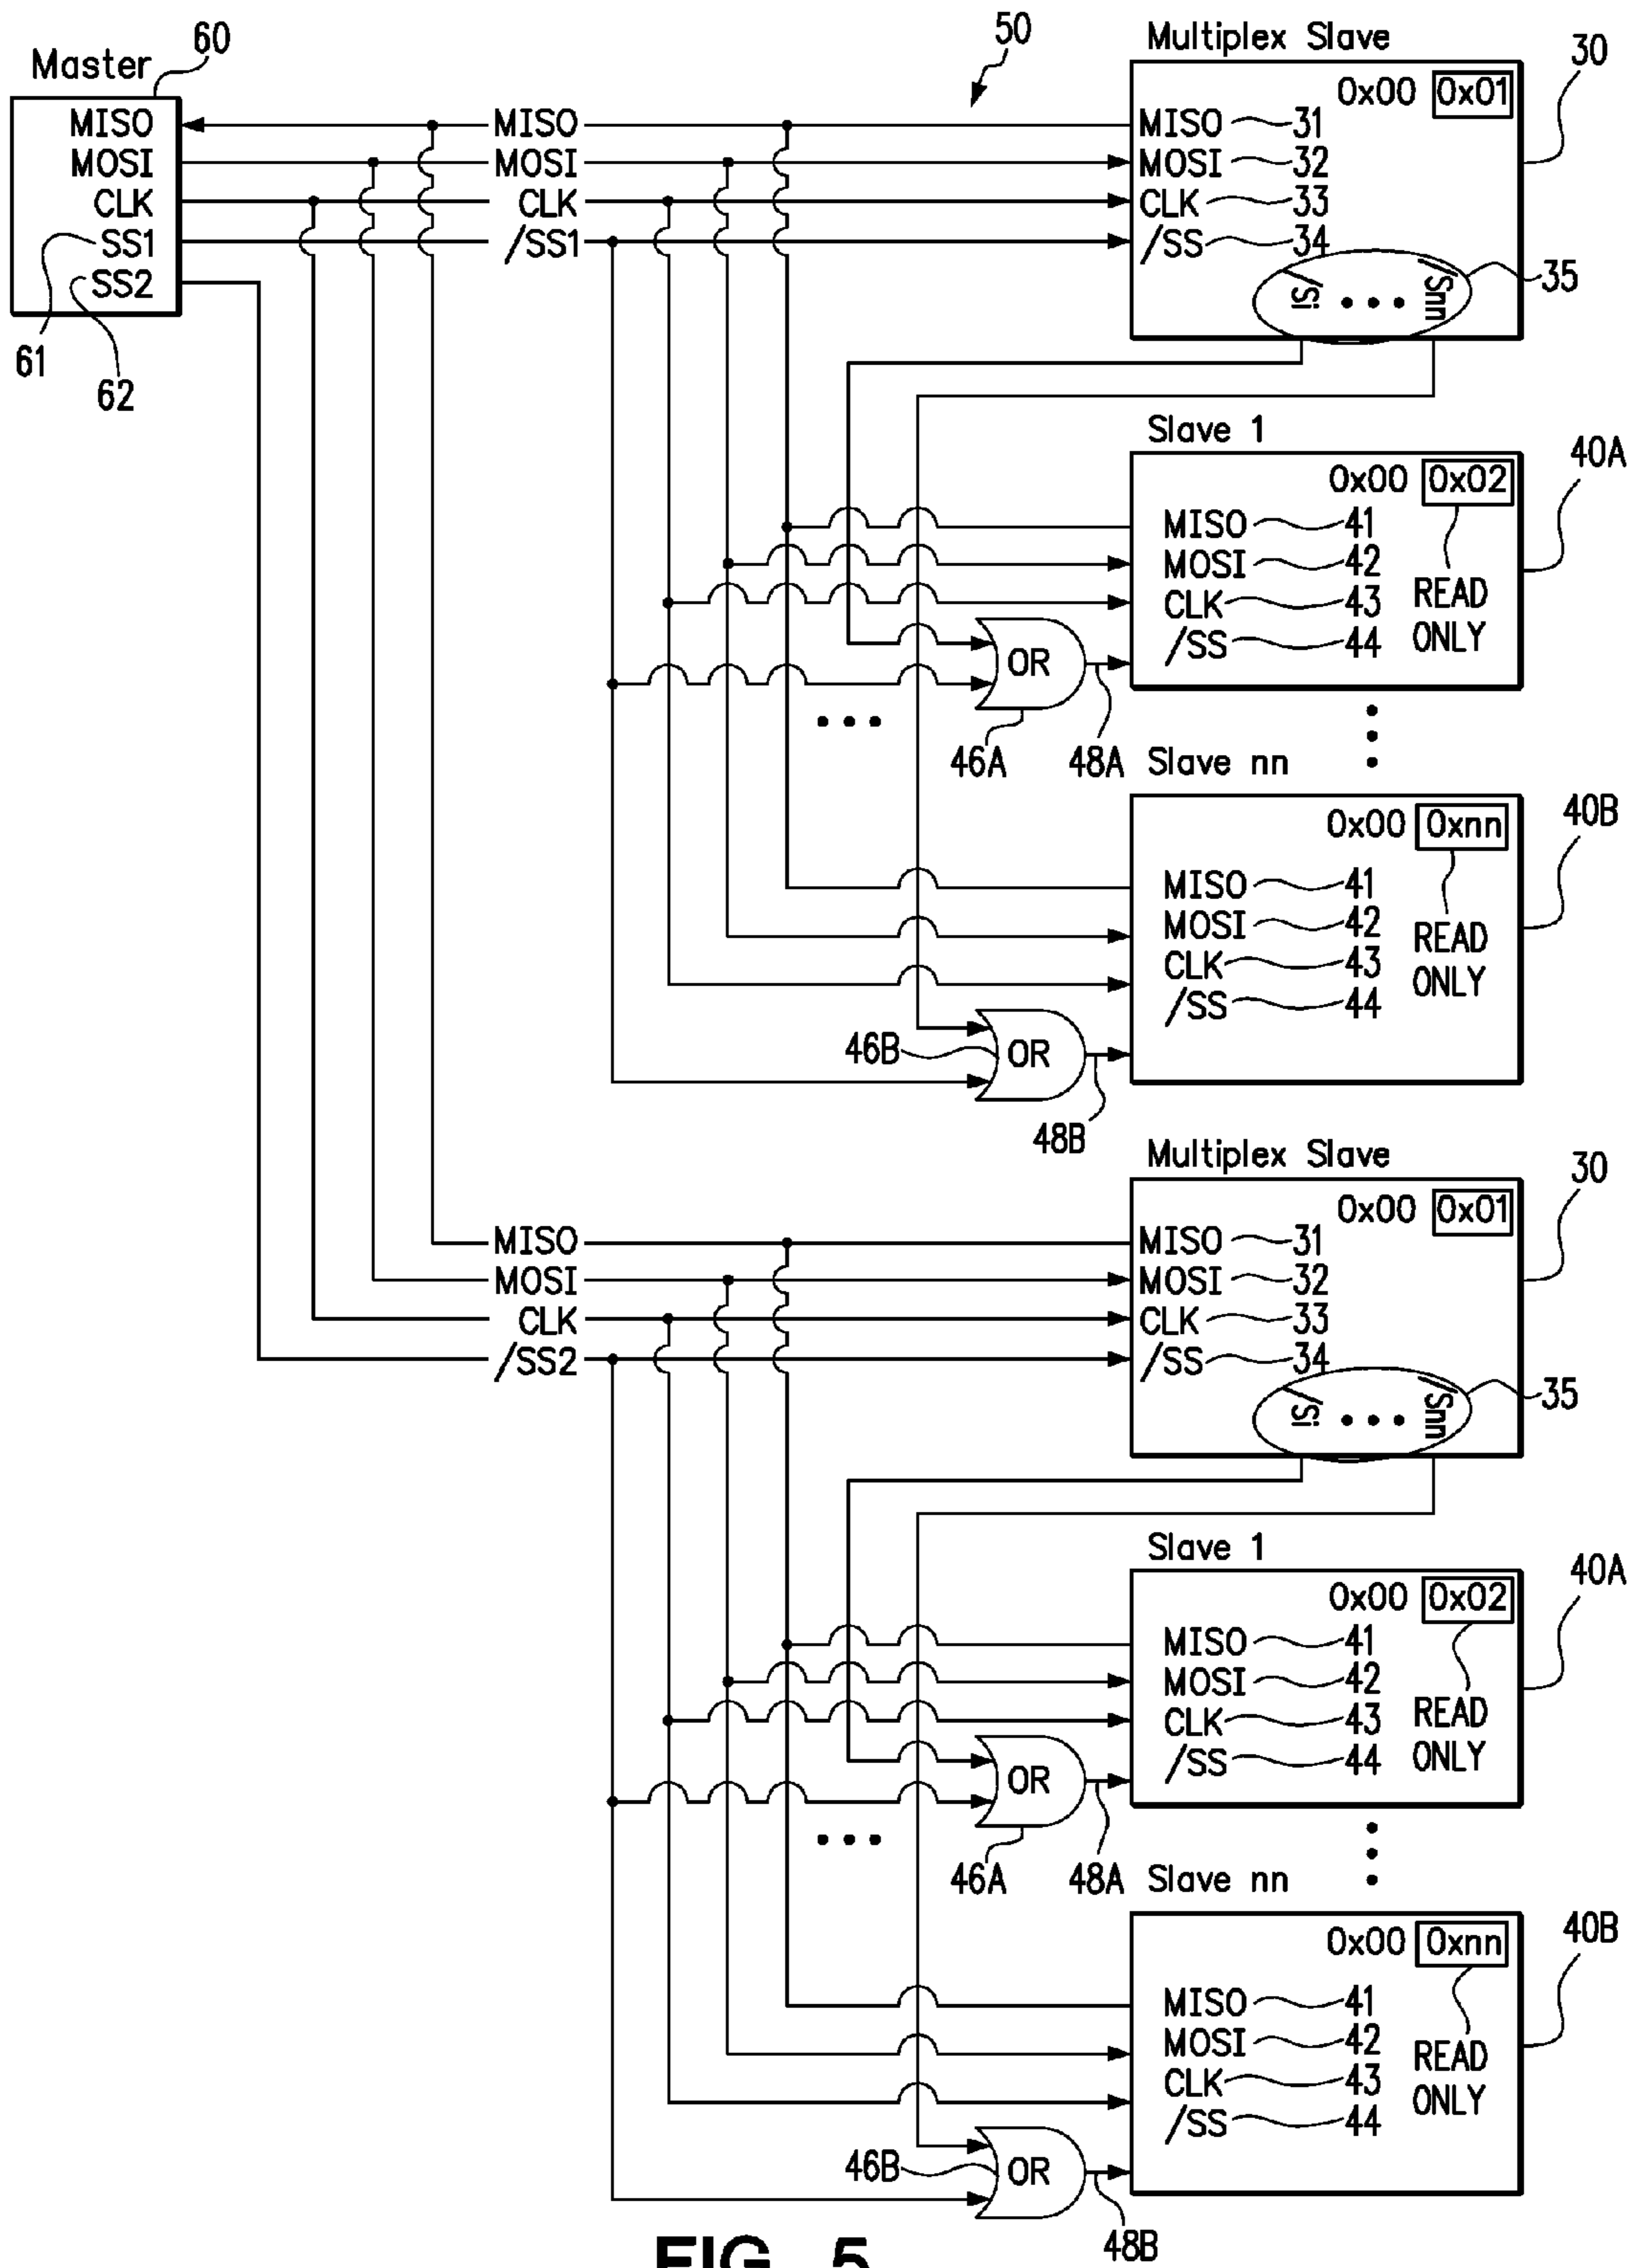 50
Multiplex Slave
60
Master
30
0x00 0x01
MISO MISO MISO 31
MOSI MOSI MOSI 32
CLK CLK CLK 33
SS1 /SS1 /SS 34
SS2
/Si ... /Snn
35
61
62
Slave 1
40A
0x00 0x02
MISO 41
MOSI 42
CLK 43
/SS 44
READ
ONLY
OR
...
46A
48A
Slave nn
40B
0x00 0xnn
MISO 41
MOSI 42
CLK 43
/SS 44
READ
ONLY
46B
OR
48B
Multiplex Slave
30
0x00 0x01
MISO MISO 31
MOSI MOSI 32
CLK CLK 33
/SS2 /SS 34
/Si ... /Snn
35
Slave 1
40A
0x00 0x02
MISO 41
MOSI 42
CLK 43
/SS 44
READ
ONLY
OR
...
46A
48A
Slave nn
40B
0x00 0xnn
MISO 41
MOSI 42
CLK 43
/SS 44
READ
ONLY
46B
OR
48B
FIG. 5